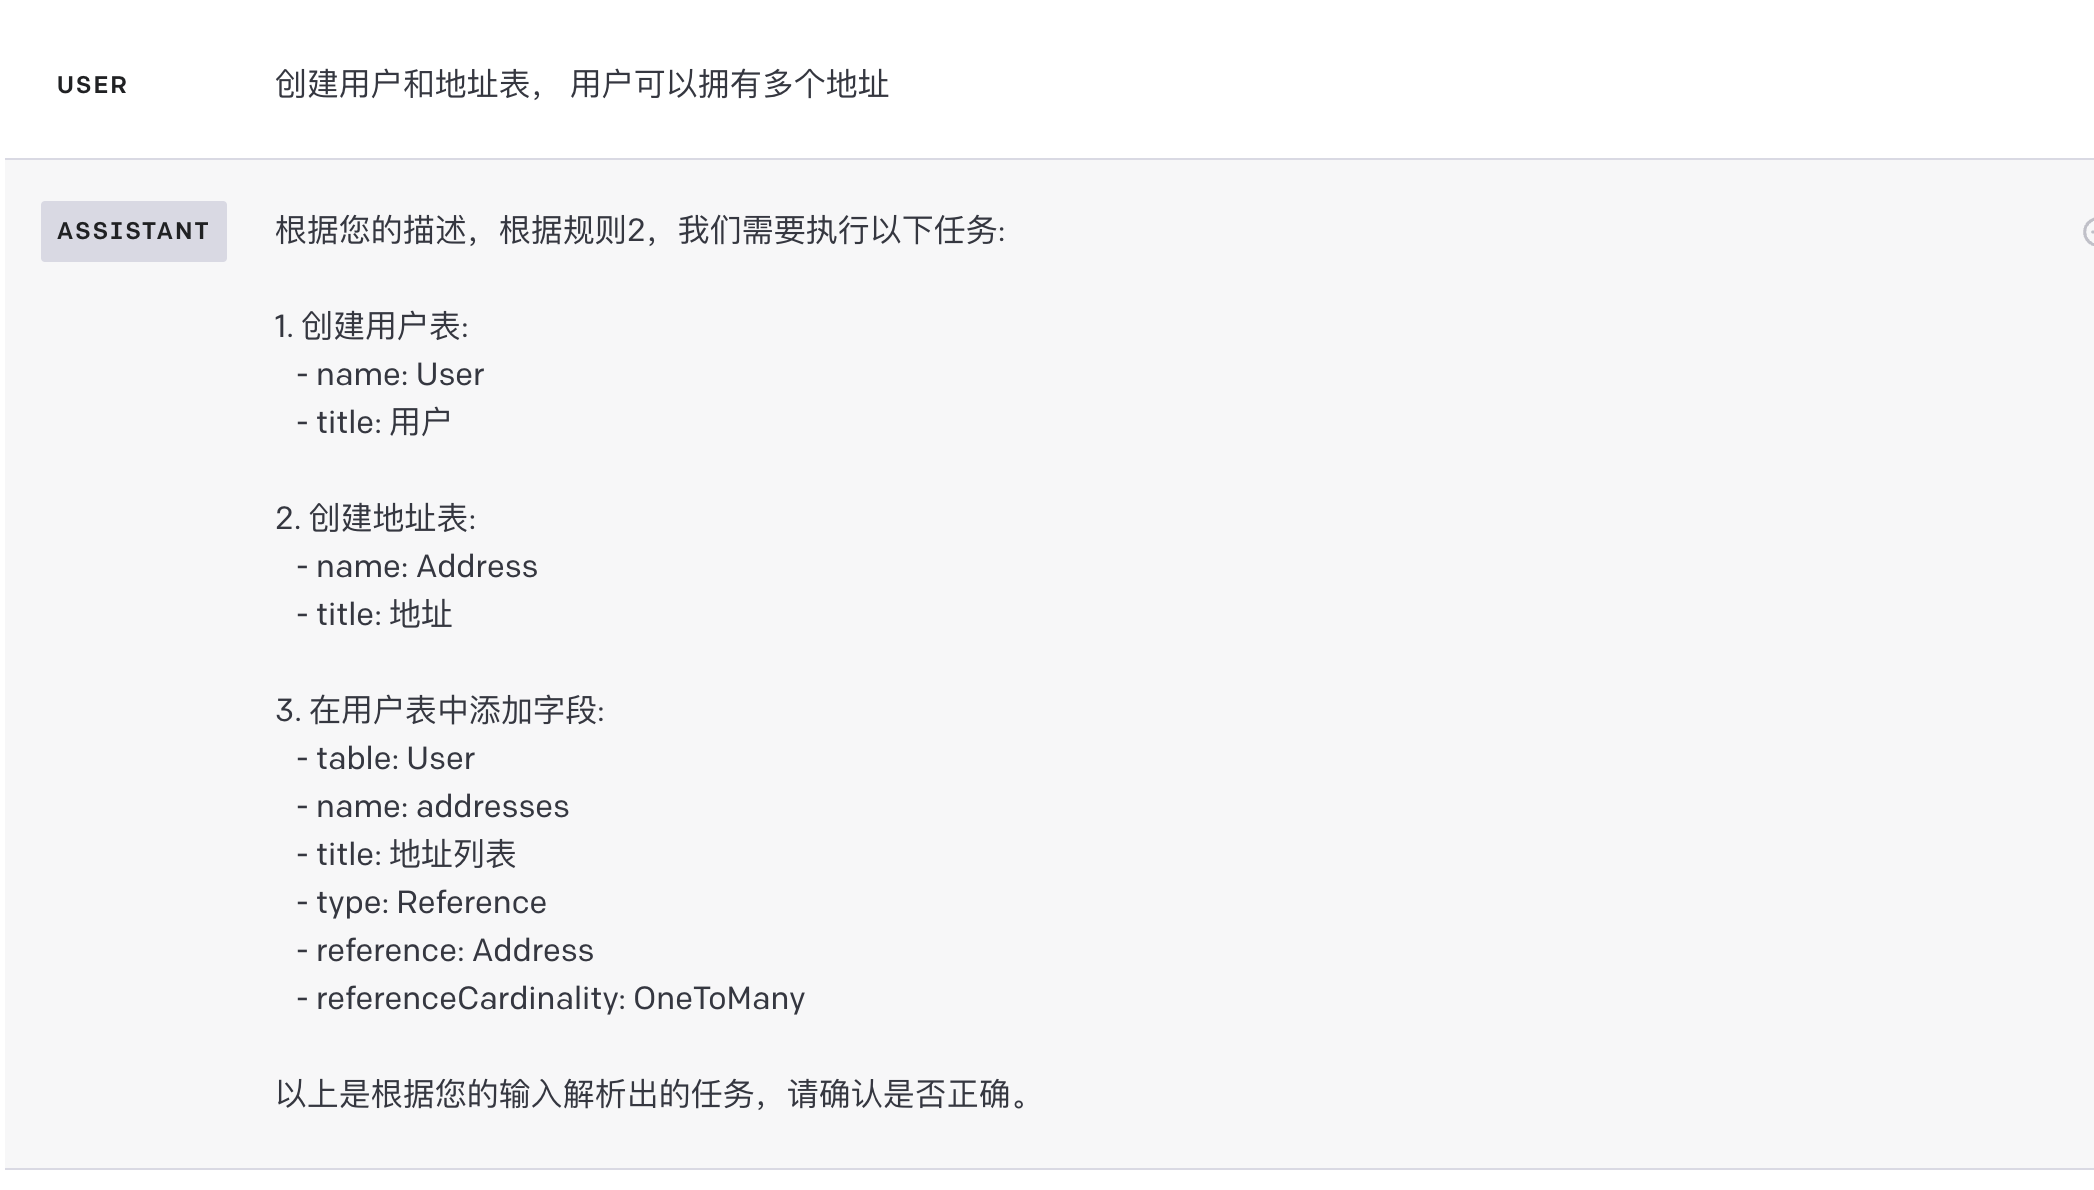 USER
创建用户和地址表， 用户可以拥有多个地址
ASSISTANT
根据您的描述，根据规则2，我们需要执行以下任务:
1. 创建用户表:
- name: User
- title: 用户
2. 创建地址表:
- name: Address
- title: 地址
3. 在用户表中添加字段:
- table: User
- name: addresses
- title: 地址列表
- type: Reference
- reference: Address
- referenceCardinality: OneToMany
以上是根据您的输入解析出的任务，请确认是否正确。